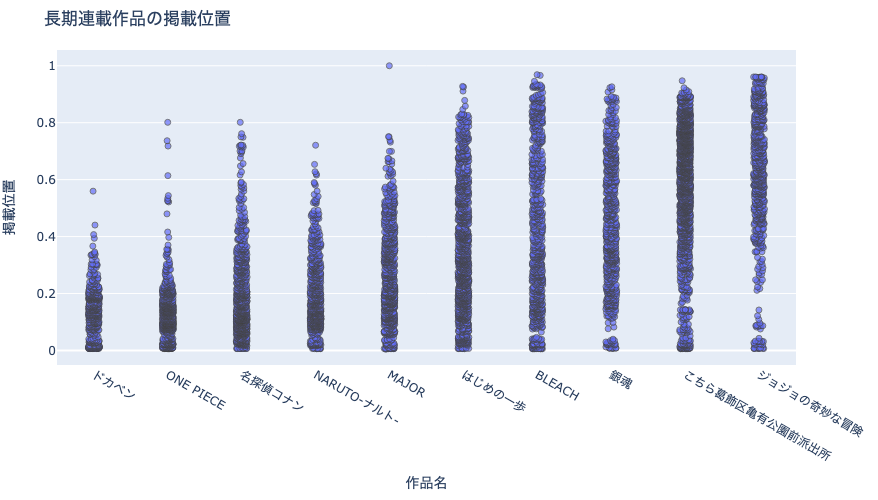 長期連載作品の掲載位置
1
0.8
0.6
0.4
0.2
0
掲載位置
ドカベン
ONE PIECE
名探偵コナン
NARUTO-ナルト-
MAJOR
はじめの一歩
BLEACH
銀魂
こちら葛飾区亀有公園前派出所
ジョジョの奇妙な冒険
作品名